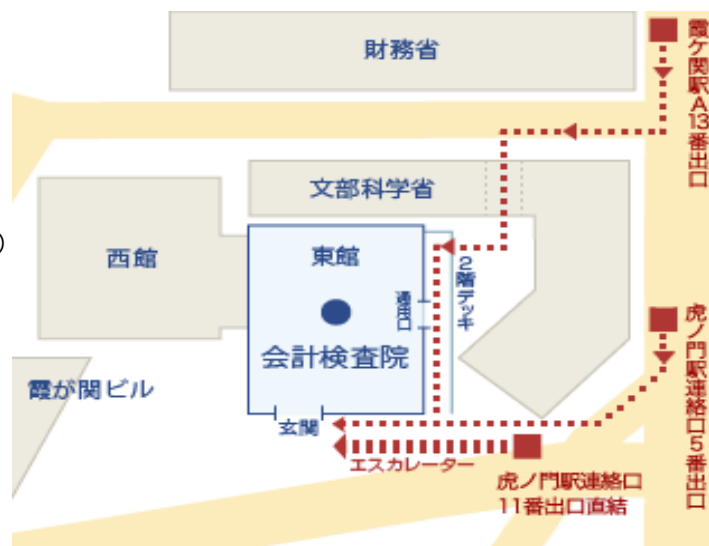 財務省
霞ケ関駅A13番出口
文部科学省
西館
東館
2階デッキ
通用口
会計検査院
霞が関ビル
玄関
エスカレーター
虎ノ門駅連絡口5番出口
虎ノ門駅連絡口
11番出口直結
)